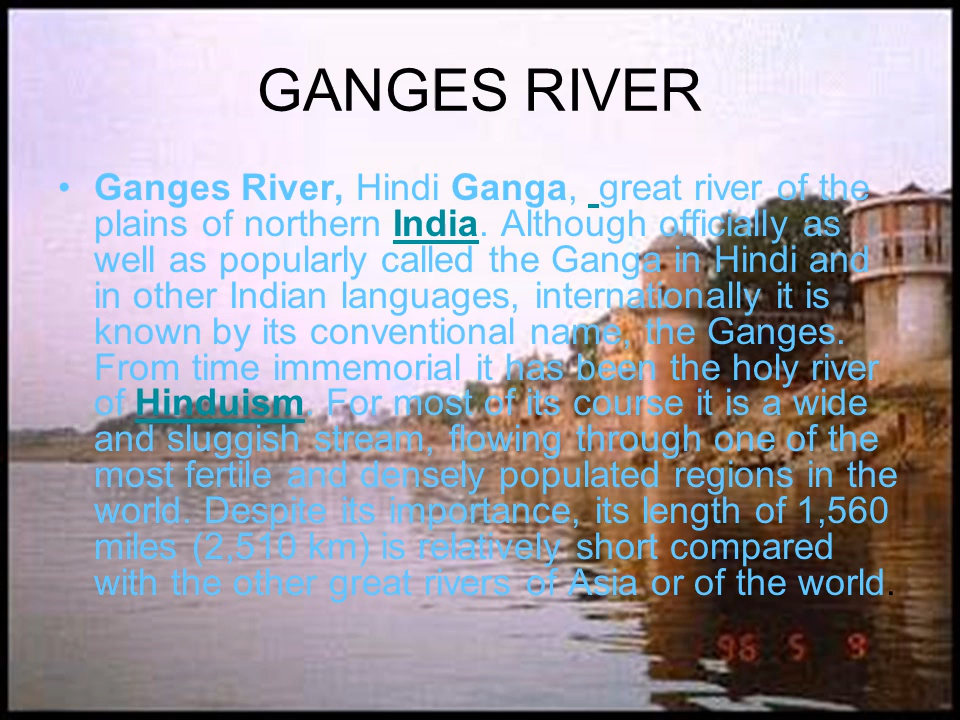 GANGES RIVER
• Ganges River, Hindi Ganga, great river of the
plains of northern India. Although officially as
well as popularly called the Ganga in Hindi and
in other Indian languages, internationally it is
known by its conventional name, the Ganges.
From time immemorial it has been the holy river
of Hinduism. For most of its course it is a wide
and sluggish stream, flowing through one of the
most fertile and densely populated regions in the
world. Despite its importance, its length of 1,560
miles (2,510 km) is relatively short compared
with the other great rivers of Asia or of the world.
96 5 9